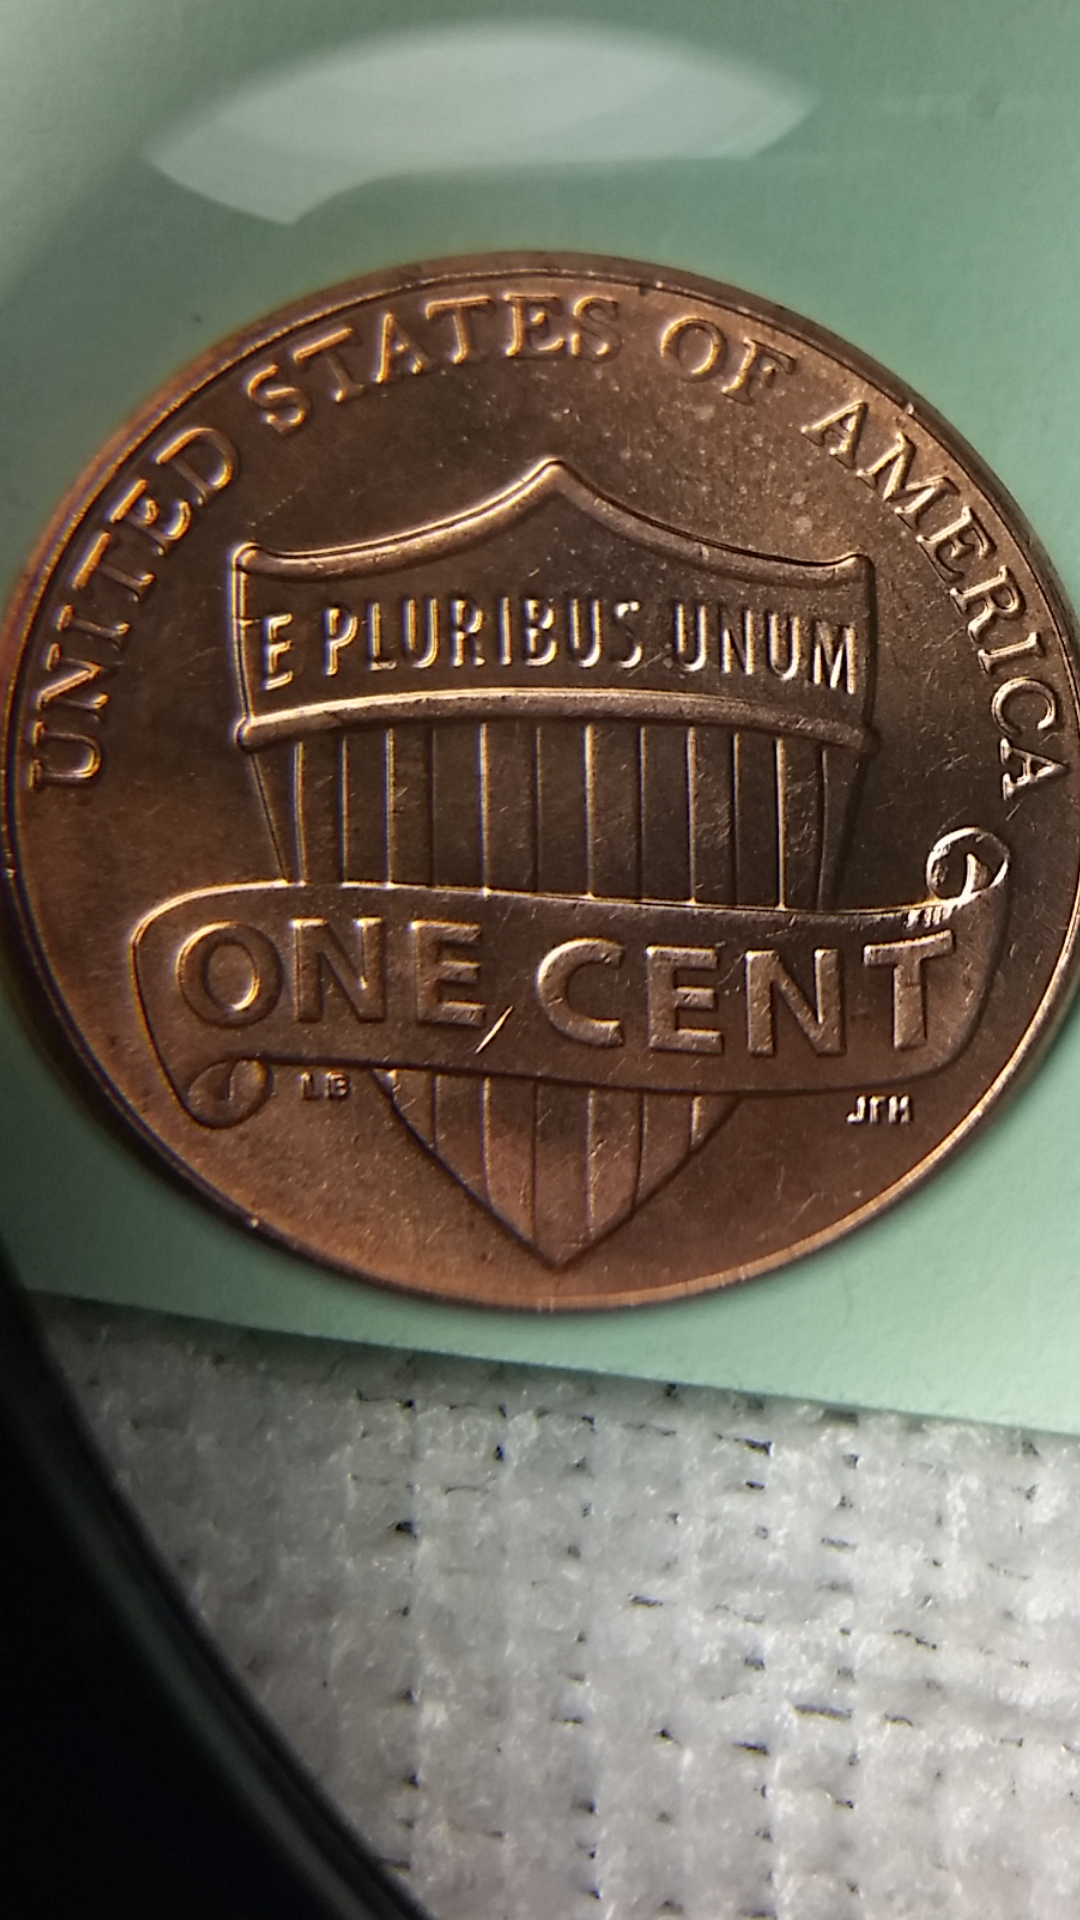 UNITED STATES OF AMERICA
E PLURIBUS UNUM
ONE CENT
LB
JFM